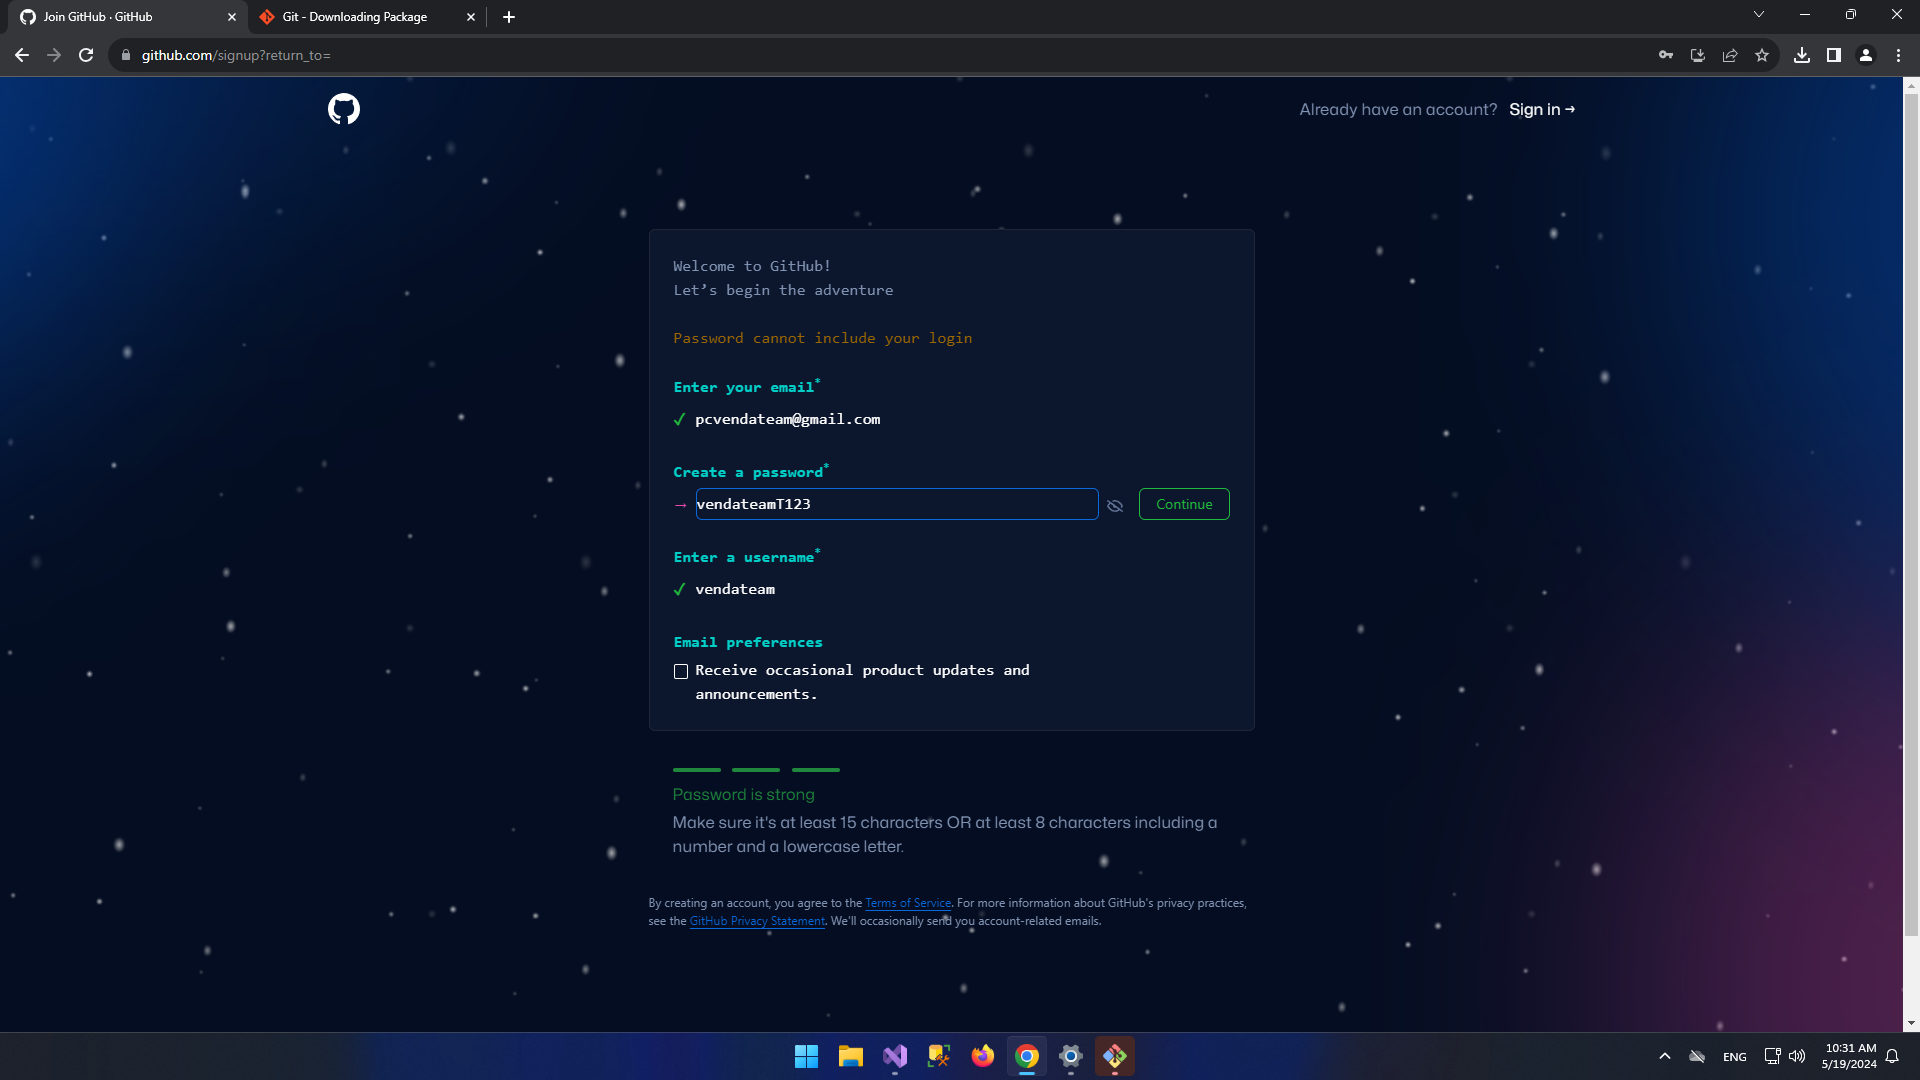 Join GitHub · GitHub
Git - Downloading Package
github.com/signup?return_to=
Already have an account? Sign in →
Welcome to GitHub!
Let’s begin the adventure
Password cannot include your login
Enter your email*
✓ pcvendateam@gmail.com
Create a password*
→ vendateamT123
Continue
Enter a username*
✓ vendateam
Email preferences
Receive occasional product updates and
announcements.
Password is strong
Make sure it's at least 15 characters OR at least 8 characters including a
number and a lowercase letter.
By creating an account, you agree to the Terms of Service. For more information about GitHub's privacy practices,
see the GitHub Privacy Statement. We'll occasionally send you account-related emails.
ENG
10:31 AM
5/19/2024